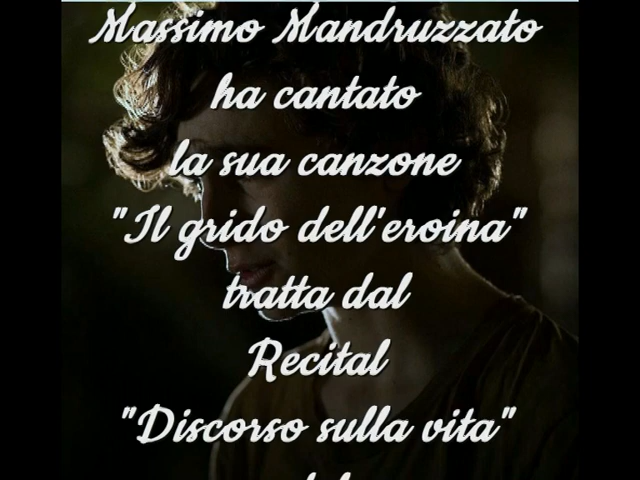 Massimo Mandruzzato
ha cantato
la sua canzone
"Il grido dell'eroina"
tratta dal
Recital
"Discorso sulla vita"